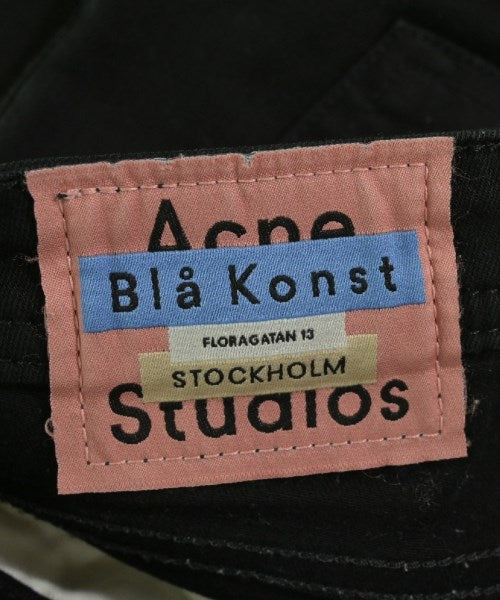 Acne
Blå Konst
FLORAGATAN 13
STOCKHOLM
Studios